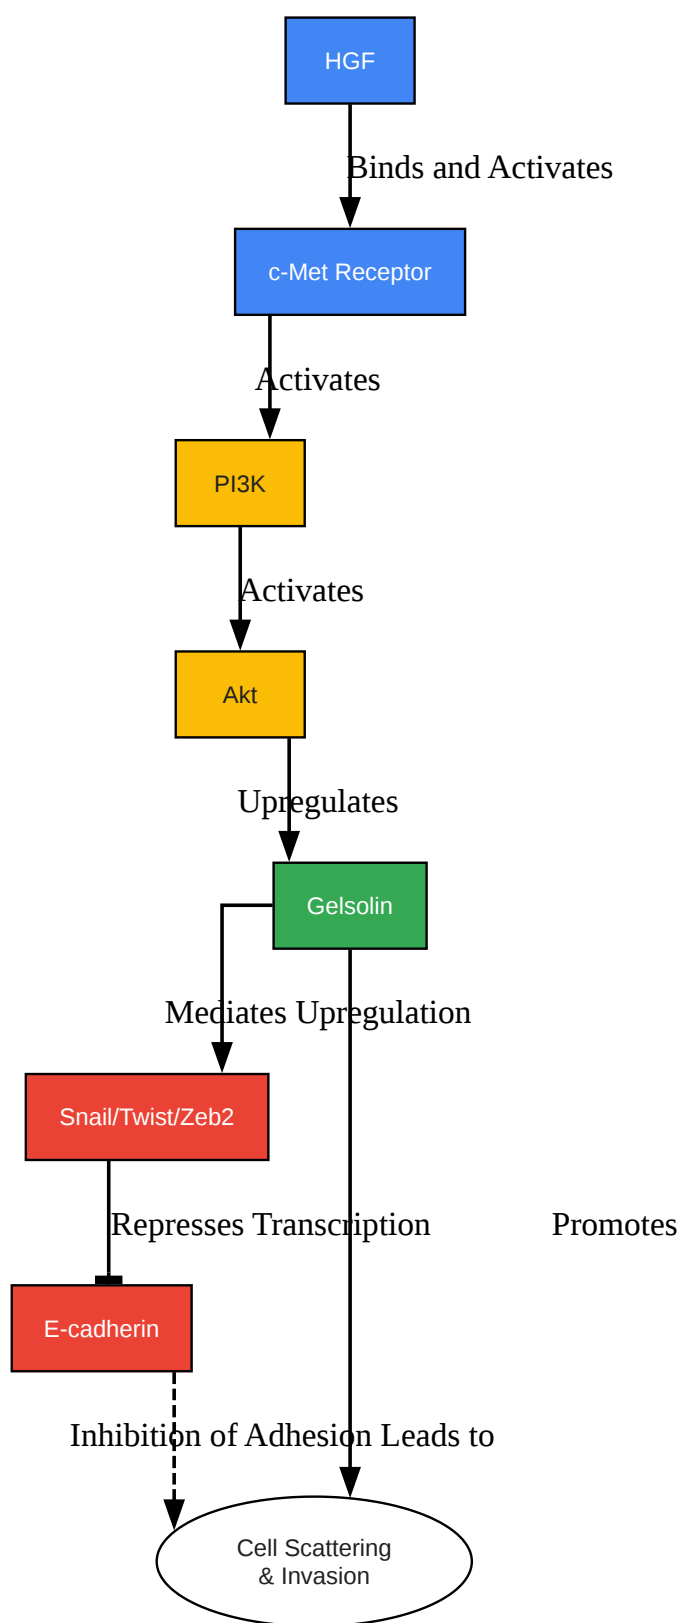 HGF
Binds and Activates
c-Met Receptor
Activates
PI3K
Activates
Akt
Upregulates
Gelsolin
Mediates Upregulation
Snail/Twist/Zeb2
Represses Transcription
Promotes
E-cadherin
Inhibition of Adhesion Leads to
Cell Scattering
& Invasion